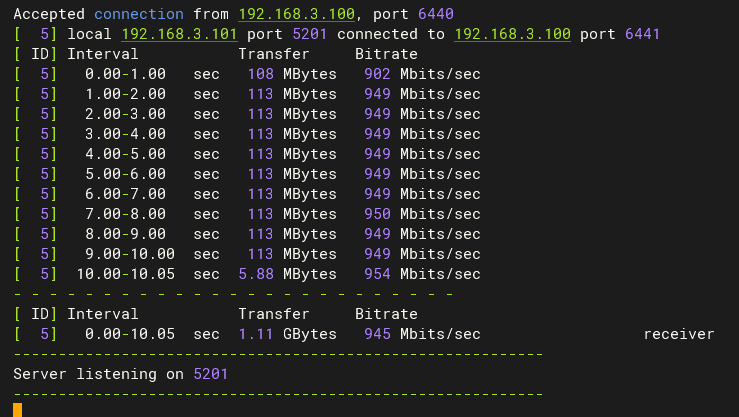 Accepted connection from 192.168.3.100, port 6440
[  5] local 192.168.3.101 port 5201 connected to 192.168.3.100 port 6441
[ ID] Interval           Transfer     Bitrate
[  5]   0.00-1.00   sec   108 MBytes   902 Mbits/sec
[  5]   1.00-2.00   sec   113 MBytes   949 Mbits/sec
[  5]   2.00-3.00   sec   113 MBytes   949 Mbits/sec
[  5]   3.00-4.00   sec   113 MBytes   949 Mbits/sec
[  5]   4.00-5.00   sec   113 MBytes   949 Mbits/sec
[  5]   5.00-6.00   sec   113 MBytes   949 Mbits/sec
[  5]   6.00-7.00   sec   113 MBytes   949 Mbits/sec
[  5]   7.00-8.00   sec   113 MBytes   950 Mbits/sec
[  5]   8.00-9.00   sec   113 MBytes   949 Mbits/sec
[  5]   9.00-10.00  sec   113 MBytes   949 Mbits/sec
[  5]  10.00-10.05  sec  5.88 MBytes   954 Mbits/sec
- - - - - - - - - - - - - - - - - - - - - - - - -
[ ID] Interval           Transfer     Bitrate
[  5]   0.00-10.05  sec  1.11 GBytes   945 Mbits/sec                  receiver
-----------------------------------------------------------
Server listening on 5201
-----------------------------------------------------------